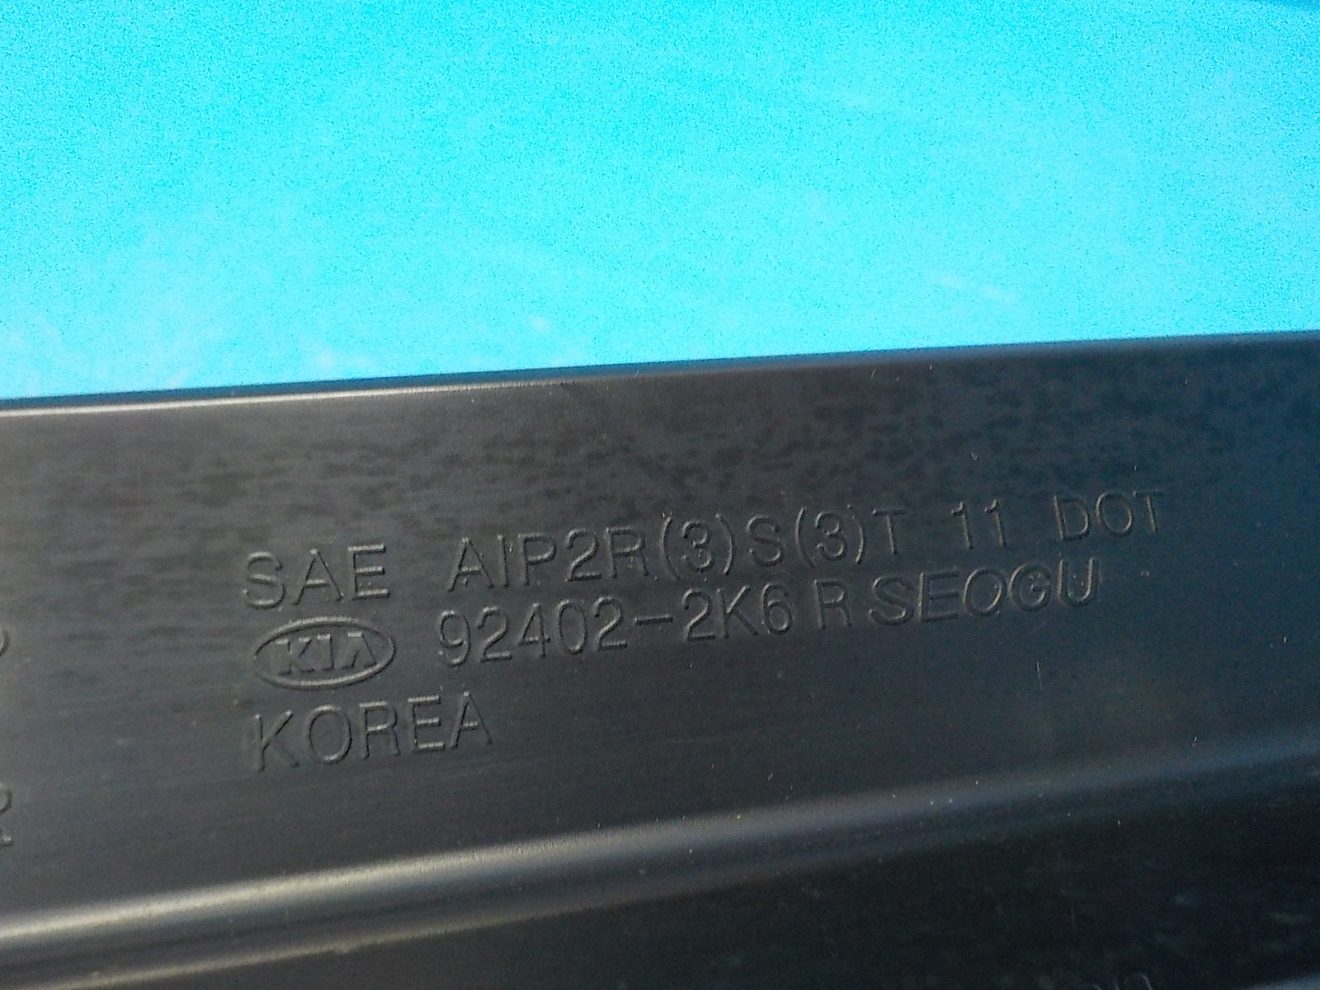 SAE AIP2R(3)S(3)T 11 DOT
KIA 92402-2K6 R SEOGU
KOREA